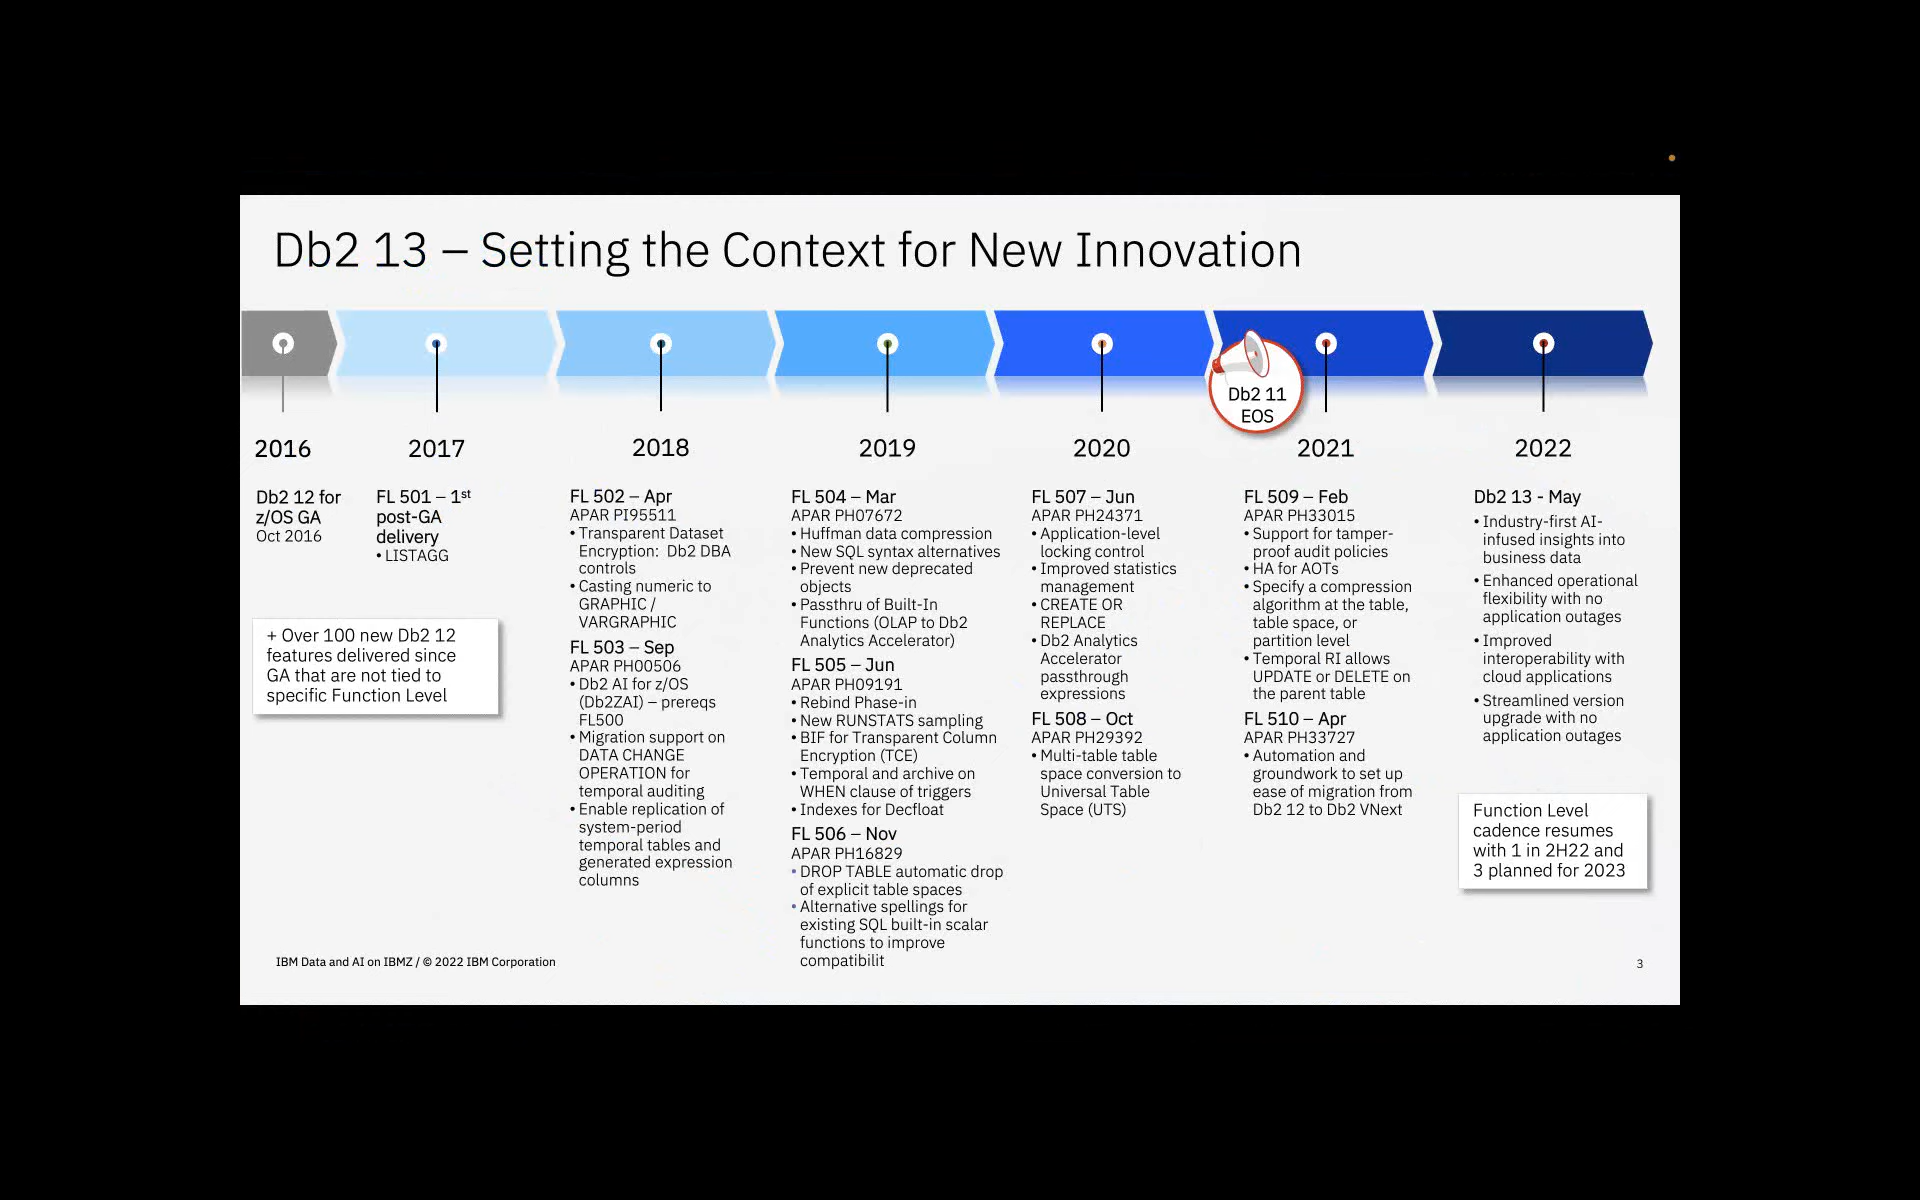 Db2 13 – Setting the Context for New Innovation
Db2 11
EOS
2016
Db2 12 for
z/OS GA
Oct 2016
2017
FL 501 – 1st
post-GA
delivery
• LISTAGG
+ Over 100 new Db2 12
features delivered since
GA that are not tied to
specific Function Level
2018
FL 502 – Apr
APAR PI95511
• Transparent Dataset
Encryption: Db2 DBA
controls
• Casting numeric to
GRAPHIC /
VARGRAPHIC
FL 503 – Sep
APAR PH00506
• Db2 AI for z/OS
(Db2ZAI) – prereqs
FL500
• Migration support on
DATA CHANGE
OPERATION for
temporal auditing
• Enable replication of
system-period
temporal tables and
generated expression
columns
2019
FL 504 – Mar
APAR PH07672
• Huffman data compression
• New SQL syntax alternatives
• Prevent new deprecated
objects
• Passthru of Built-In
Functions (OLAP to Db2
Analytics Accelerator)
FL 505 – Jun
APAR PH09191
• Rebind Phase-in
• New RUNSTATS sampling
• BIF for Transparent Column
Encryption (TCE)
• Temporal and archive on
WHEN clause of triggers
• Indexes for Decfloat
FL 506 – Nov
APAR PH16829
• DROP TABLE automatic drop
of explicit table spaces
• Alternative spellings for
existing SQL built-in scalar
functions to improve
compatibilit
2020
FL 507 – Jun
APAR PH24371
• Application-level
locking control
• Improved statistics
management
• CREATE OR
REPLACE
• Db2 Analytics
Accelerator
passthrough
expressions
FL 508 – Oct
APAR PH29392
• Multi-table table
space conversion to
Universal Table
Space (UTS)
2021
FL 509 – Feb
APAR PH33015
• Support for tamper-
proof audit policies
• HA for AOTs
• Specify a compression
algorithm at the table,
table space, or
partition level
• Temporal RI allows
UPDATE or DELETE on
the parent table
FL 510 – Apr
APAR PH33727
• Automation and
groundwork to set up
ease of migration from
Db2 12 to Db2 VNext
2022
Db2 13 - May
• Industry-first AI-
infused insights into
business data
• Enhanced operational
flexibility with no
application outages
• Improved
interoperability with
cloud applications
• Streamlined version
upgrade with no
application outages
Function Level
cadence resumes
with 1 in 2H22 and
3 planned for 2023
IBM Data and AI on IBMZ / © 2022 IBM Corporation
3